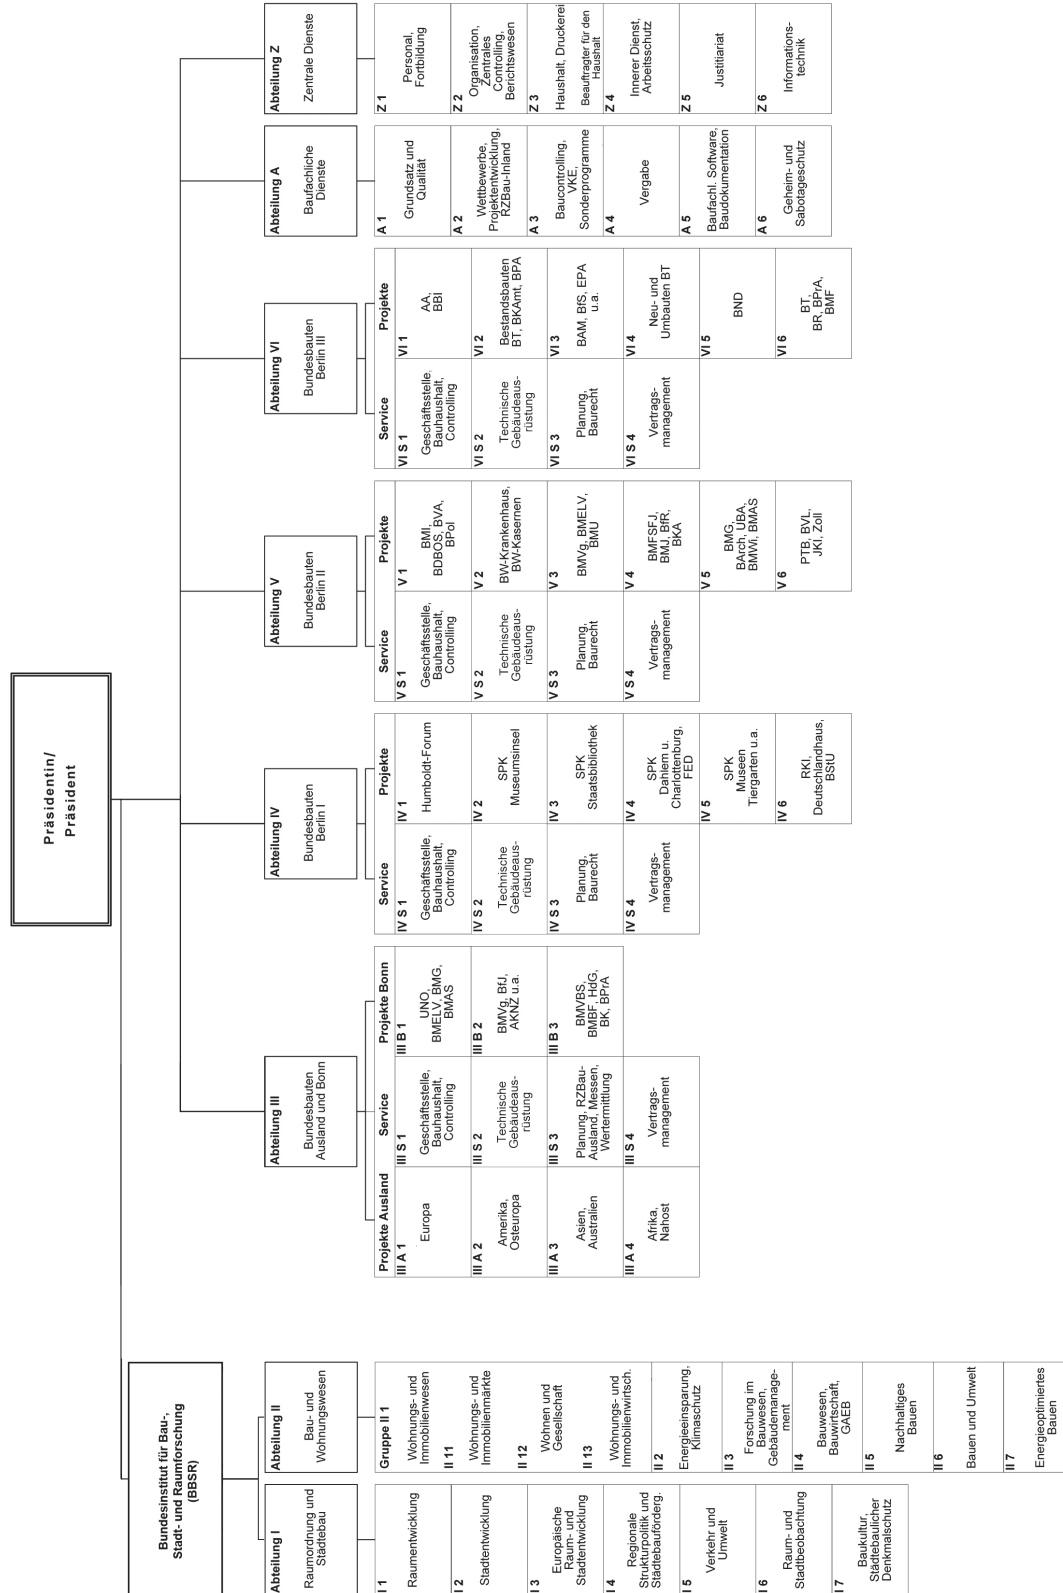 Präsidentin/
Präsident
Bundesinstitut für Bau-,
Stadt- und Raumforschung
(BBSR)
Abteilung I
Raumordnung und
Städtebau
I 1
Raumentwicklung
I 2
Stadtentwicklung
I 3
Europäische
Raum- und
Stadtentwicklung
I 4
Regionale
Strukturpolitik und
Städtebauförderg.
I 5
Verkehr und
Umwelt
I 6
Raum- und
Stadtbeobachtung
I 7
Baukultur,
Städtebaulicher
Denkmalschutz
Abteilung II
Bau- und
Wohnungswesen
Gruppe II 1
Wohnungs- und
Immobilienwesen
II 11
Wohnungs- und
Immobilienmärkte
II 12
Wohnen und
Gesellschaft
II 13
Wohnungs- und
Immobilienwirtsch.
II 2
Energieeinsparung,
Klimaschutz
II 3
Forschung im
Bauwesen,
Gebäudemanage-
ment
II 4
Bauwesen,
Bauwirtschaft,
GAEB
II 5
Nachhaltiges
Bauen
II 6
Bauen und Umwelt
II 7
Energieoptimiertes
Bauen
Abteilung III
Bundesbauten
Ausland und Bonn
Projekte Ausland
III A 1
Europa
III A 2
Amerika,
Osteuropa
III A 3
Asien,
Australien
III A 4
Afrika,
Nahost
Service
III S 1
Geschäftsstelle,
Bauhaushalt,
Controlling
III S 2
Technische
Gebäudeaus-
rüstung
III S 3
Planung, RZBau-
Ausland, Messen,
Wertermittlung
III S 4
Vertrags-
management
Projekte Bonn
III B 1
UNO,
BMELV, BMG,
BMAS
III B 2
BMVg, BfJ,
AKNZ u.a.
III B 3
BMVBS,
BMBF, HdG,
BK, BPrA
Abteilung IV
Bundesbauten
Berlin I
Service
IV S 1
Geschäftsstelle,
Bauhaushalt,
Controlling
IV S 2
Technische
Gebäudeaus-
rüstung
IV S 3
Planung,
Baurecht
IV S 4
Vertrags-
management
Projekte
IV 1
Humboldt-Forum
IV 2
SPK
Museumsinsel
IV 3
SPK
Staatsbibliothek
IV 4
SPK
Dahlem u.
Charlottenburg,
FED
IV 5
SPK
Museen
Tiergarten u.a.
IV 6
RKI,
Deutschlandhaus,
BStU
Abteilung V
Bundesbauten
Berlin II
Service
V S 1
Geschäftsstelle,
Bauhaushalt,
Controlling
V S 2
Technische
Gebäudeaus-
rüstung
V S 3
Planung,
Baurecht
V S 4
Vertrags-
management
Projekte
V 1
BMI,
BDBOS, BVA,
BPol
V 2
BW-Krankenhaus,
BW-Kasernen
V 3
BMVg, BMELV,
BMU
V 4
BMFSFJ,
BMJ, BfR,
BKA
V 5
BMG,
BArch, UBA,
BMWi, BMAS
V 6
PTB, BVL,
JKI, Zoll
Abteilung VI
Bundesbauten
Berlin III
Service
VI S 1
Geschäftsstelle,
Bauhaushalt,
Controlling
VI S 2
Technische
Gebäudeaus-
rüstung
VI S 3
Planung,
Baurecht
VI S 4
Vertrags-
management
Projekte
VI 1
AA,
BBI
VI 2
Bestandsbauten
BT, BKAmt, BPA
VI 3
BAM, BfS, EPA
u.a.
VI 4
Neu- und
Umbauten BT
VI 5
BND
VI 6
BT,
BR, BPrA,
BMF
Abteilung A
Baufachliche
Dienste
A 1
Grundsatz und
Qualität
A 2
Wettbewerbe,
Projektentwicklung,
RZBau-Inland
A 3
Baucontrolling,
VKE,
Sonderprogramme
A 4
Vergabe
A 5
Baufachl. Software,
Baudokumentation
A 6
Geheim- und
Sabotageschutz
Abteilung Z
Zentrale Dienste
Z 1
Personal,
Fortbildung
Z 2
Organisation,
Zentrales
Controlling,
Berichtswesen
Z 3
Haushalt, Druckerei
Beauftragter für den
Haushalt
Z 4
Innerer Dienst,
Arbeitsschutz
Z 5
Justitiariat
Z 6
Informations-
technik